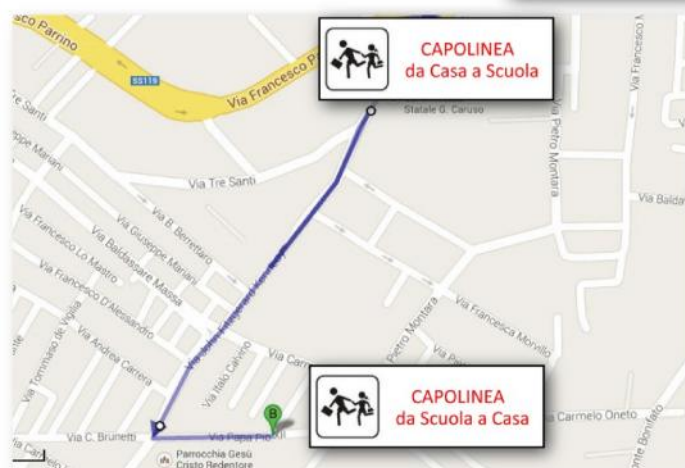 CAPOLINEA
da Casa a Scuola
CAPOLINEA
da Scuola a Casa
Francesco Parrino
SS119
Via Francesco
Statale G. Caruso
Via Tre Santi
Via Pietro Montara
Via Francesco
Via B. Berrettaro
Via Giuseppe Mariani
Via Baldassare Massa
Via Francesco Lo Mastro
Via Francesco D'Alessandro
Via Tommaso de Vigilia
Via Andrea Carrera
Via Italo Calvino
Via Francesca Morvillo
Pietro Montara
Via Carmelo Oneto
Via C. Brunetti
Via Papa Pio
B
Parrocchia Gesù
Cristo Redentore